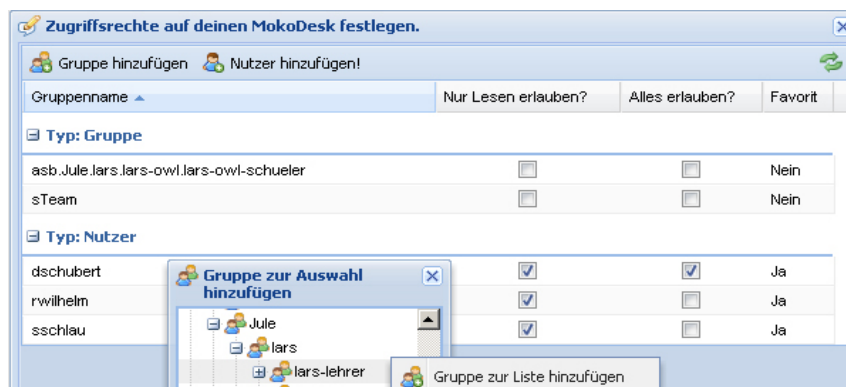 Zugriffsrechte auf deinen MokoDesk festlegen.
Gruppe hinzufügen Nutzer hinzufügen!
Gruppenname Nur Lesen erlauben? Alles erlauben? Favorit
Typ: Gruppe
asb.Jule.lars.lars-owl.lars-owl-schueler Nein
sTeam Nein
Typ: Nutzer
dschubert Ja
rwilhelm Ja
sschlau Ja
Gruppe zur Auswahl
hinzufügen
Jule
lars
lars-lehrer
Gruppe zur Liste hinzufügen